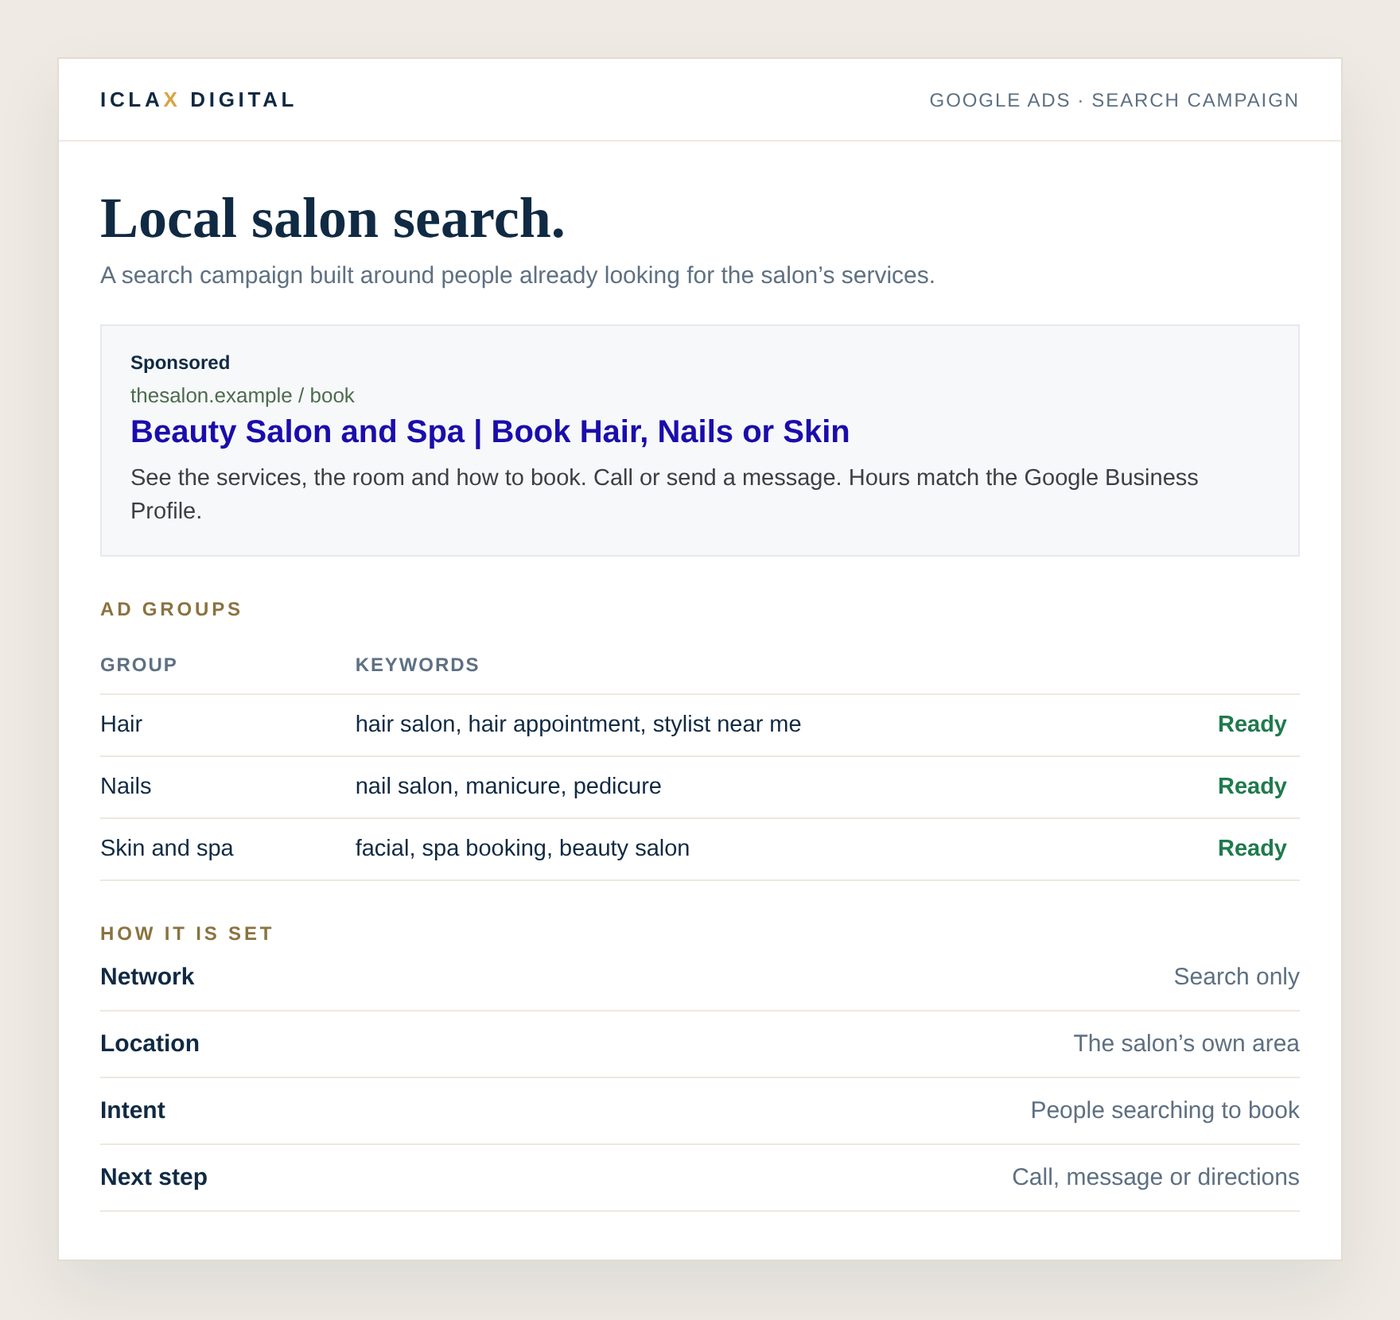 ICLAX DIGITAL
GOOGLE ADS · SEARCH CAMPAIGN
Local salon search.
A search campaign built around people already looking for the salon’s services.
Sponsored
thesalon.example / book
Beauty Salon and Spa | Book Hair, Nails or Skin
See the services, the room and how to book. Call or send a message. Hours match the Google Business
Profile.
AD GROUPS
GROUP KEYWORDS
Hair hair salon, hair appointment, stylist near me Ready
Nails nail salon, manicure, pedicure Ready
Skin and spa facial, spa booking, beauty salon Ready
HOW IT IS SET
Network Search only
Location The salon’s own area
Intent People searching to book
Next step Call, message or directions